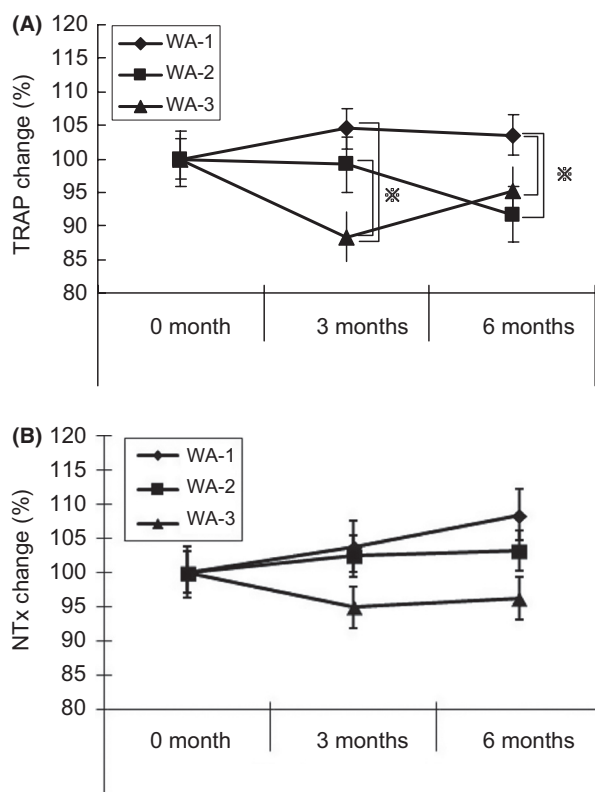 (A)
TRAP change (%)
120
115
110
105
100
95
90
85
80
WA-1
WA-2
WA-3
※
※
0 month 3 months 6 months
(B)
NTx change (%)
120
115
110
105
100
95
90
85
80
WA-1
WA-2
WA-3
0 month 3 months 6 months